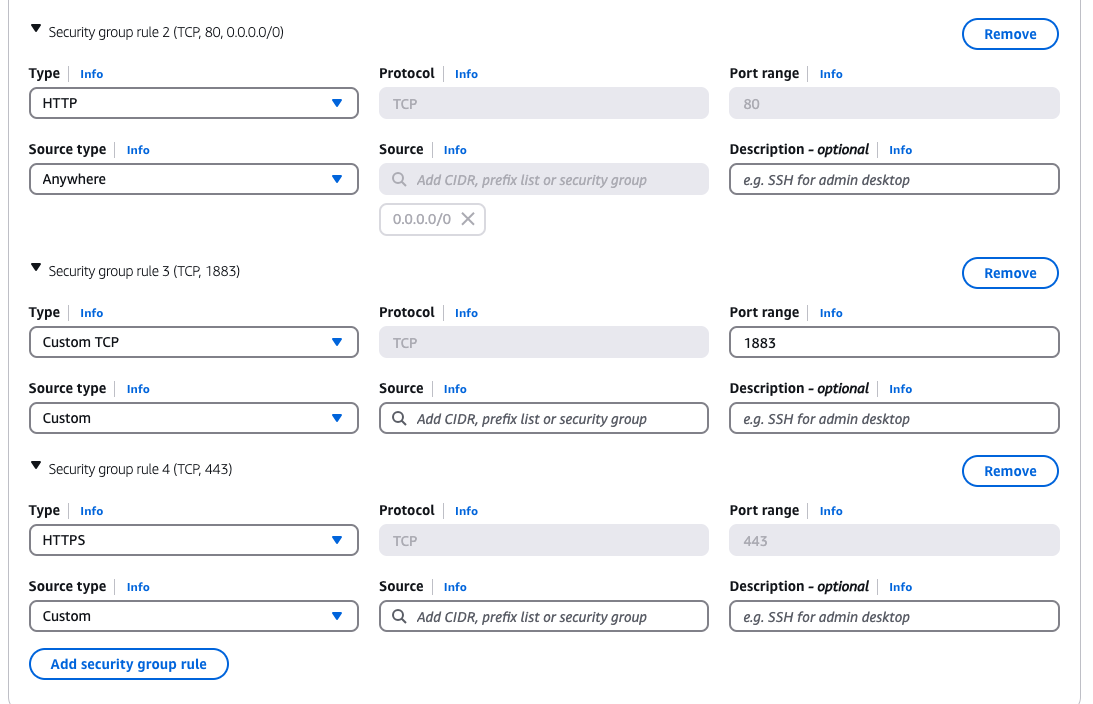 Security group rule 2 (TCP, 80, 0.0.0.0/0)
Remove
Type Info Protocol Info Port range Info
HTTP TCP 80
Source type Info Source Info Description - optional Info
Anywhere Add CIDR, prefix list or security group e.g. SSH for admin desktop
0.0.0.0/0
Security group rule 3 (TCP, 1883)
Remove
Type Info Protocol Info Port range Info
Custom TCP TCP 1883
Source type Info Source Info Description - optional Info
Custom Add CIDR, prefix list or security group e.g. SSH for admin desktop
Security group rule 4 (TCP, 443)
Remove
Type Info Protocol Info Port range Info
HTTPS TCP 443
Source type Info Source Info Description - optional Info
Custom Add CIDR, prefix list or security group e.g. SSH for admin desktop
Add security group rule